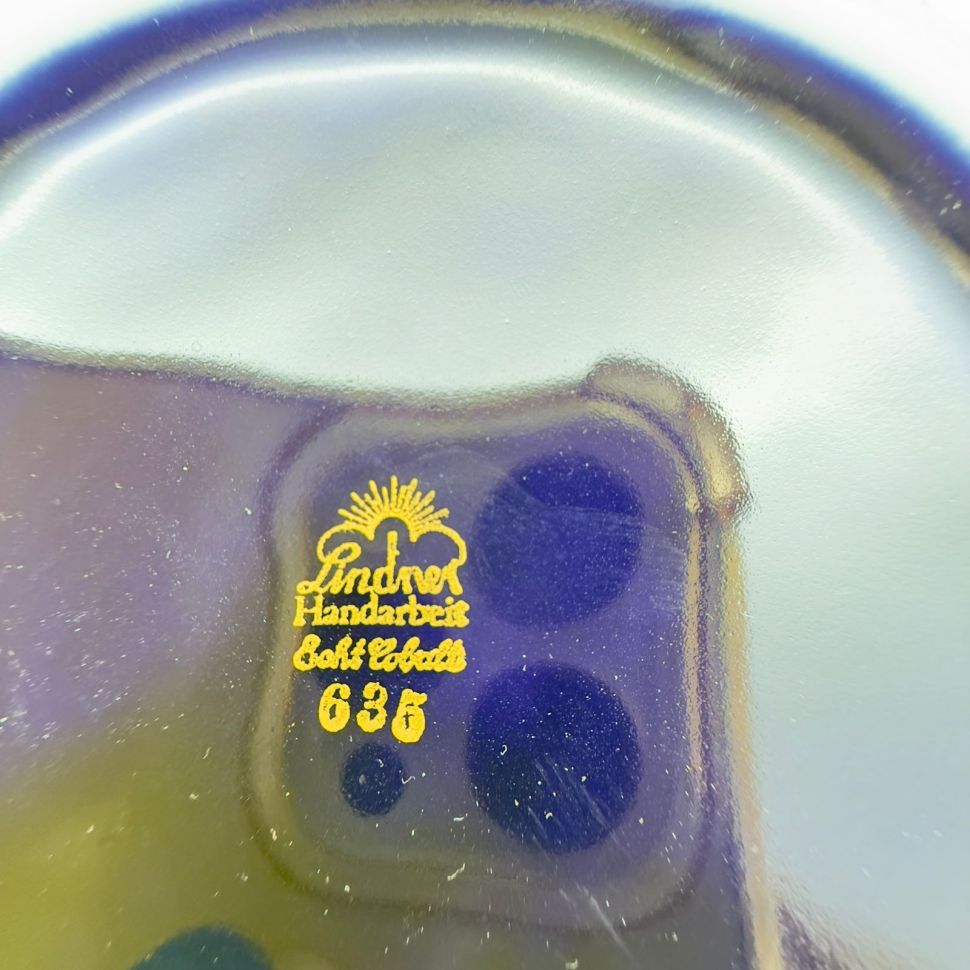 Lindner
Handarbeit
Echt Cobalt
635